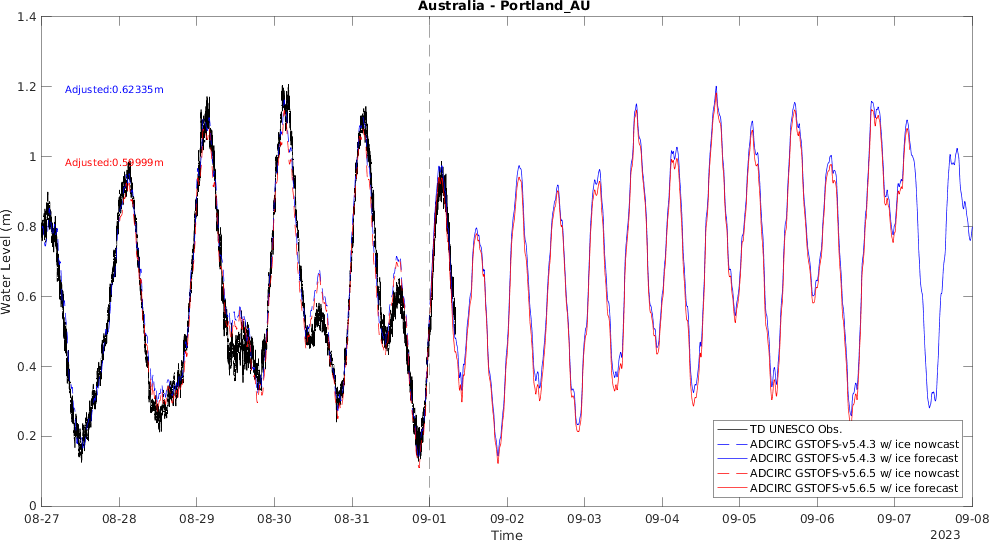 Australia - Portland_AU
1.4
1.2
1
0.8
0.6
0.4
0.2
0
Water Level (m)
Adjusted:0.62335m
Adjusted:0.59999m
TD UNESCO Obs.
ADCIRC GSTOFS-v5.4.3 w/ ice nowcast
ADCIRC GSTOFS-v5.4.3 w/ ice forecast
ADCIRC GSTOFS-v5.6.5 w/ ice nowcast
ADCIRC GSTOFS-v5.6.5 w/ ice forecast
08-27 08-28 08-29 08-30 08-31 09-01 09-02 09-03 09-04 09-05 09-06 09-07 09-08
Time
2023